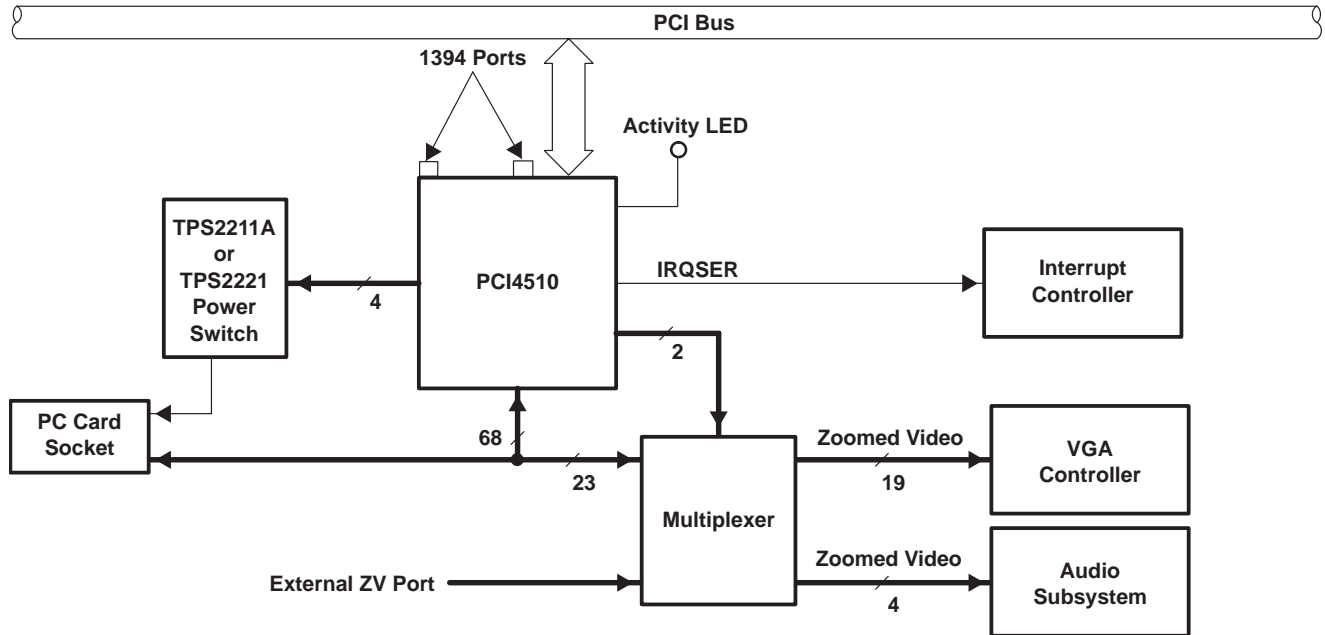 PCI Bus
1394 Ports
Activity LED
TPS2211A
or
TPS2221
Power
Switch
4
PCI4510
IRQSER
Interrupt
Controller
2
PC Card
Socket
68
23
Multiplexer
Zoomed Video
19
VGA
Controller
External ZV Port
Zoomed Video
4
Audio
Subsystem